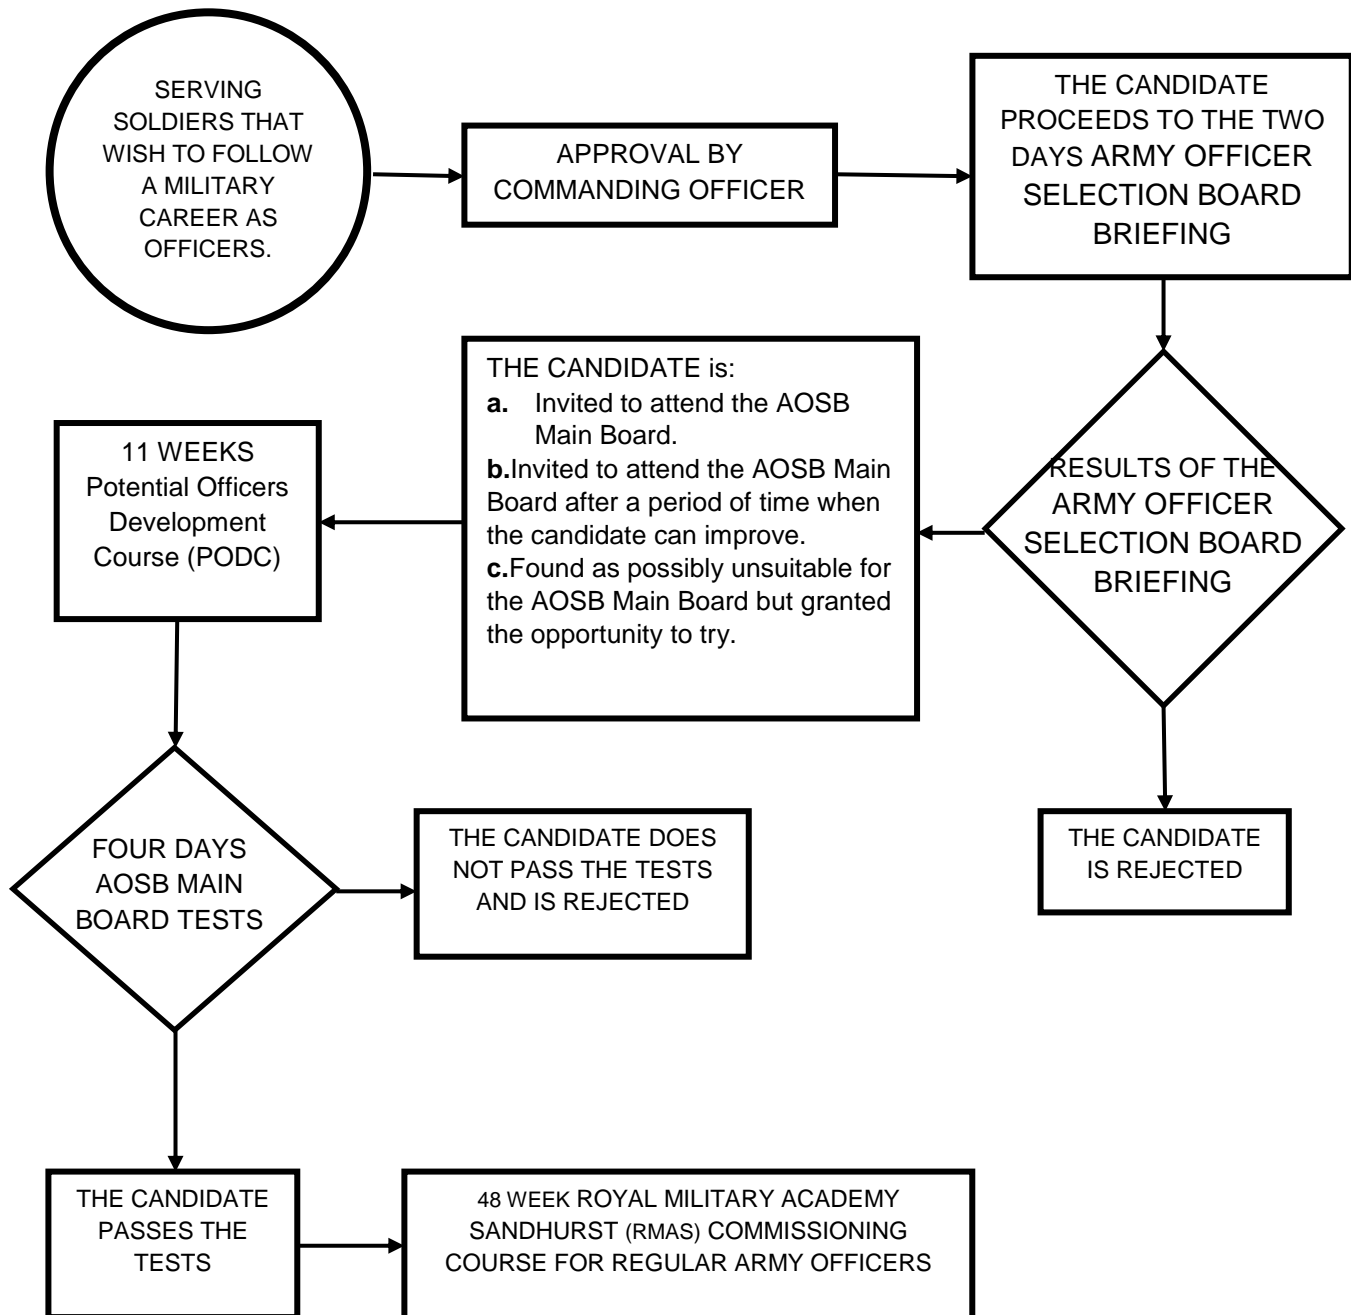 SERVING
SOLDIERS THAT
WISH TO FOLLOW
A MILITARY
CAREER AS
OFFICERS.
APPROVAL BY
COMMANDING OFFICER
THE CANDIDATE
PROCEEDS TO THE TWO
DAYS ARMY OFFICER
SELECTION BOARD
BRIEFING
RESULTS OF THE
ARMY OFFICER
SELECTION BOARD
BRIEFING
THE CANDIDATE
IS REJECTED
THE CANDIDATE is:
a. Invited to attend the AOSB
Main Board.
b.Invited to attend the AOSB Main
Board after a period of time when
the candidate can improve.
c.Found as possibly unsuitable for
the AOSB Main Board but granted
the opportunity to try.
11 WEEKS
Potential Officers
Development
Course (PODC)
FOUR DAYS
AOSB MAIN
BOARD TESTS
THE CANDIDATE DOES
NOT PASS THE TESTS
AND IS REJECTED
THE CANDIDATE
PASSES THE
TESTS
48 WEEK ROYAL MILITARY ACADEMY
SANDHURST (RMAS) COMMISSIONING
COURSE FOR REGULAR ARMY OFFICERS